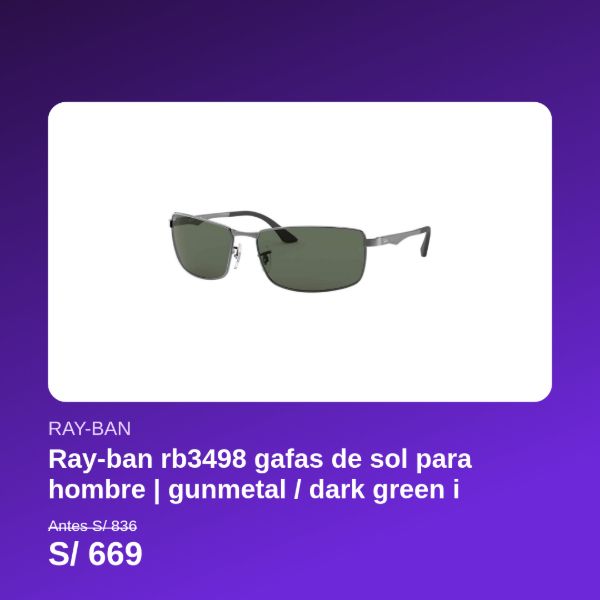 RAY-BAN
Ray-ban rb3498 gafas de sol para
hombre | gunmetal / dark green i
Antes S/ 836
S/ 669